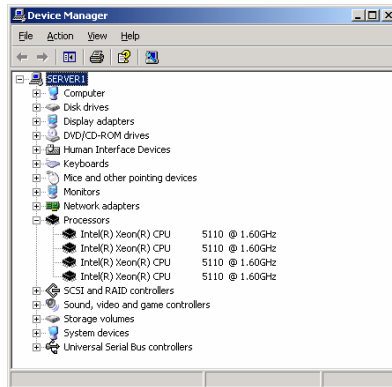 Device Manager
File Action View Help
SERVER1
Computer
Disk drives
Display adapters
DVD/CD-ROM drives
Human Interface Devices
Keyboards
Mice and other pointing devices
Monitors
Network adapters
Processors
Intel(R) Xeon(R) CPU 5110 @ 1.60GHz
Intel(R) Xeon(R) CPU 5110 @ 1.60GHz
Intel(R) Xeon(R) CPU 5110 @ 1.60GHz
Intel(R) Xeon(R) CPU 5110 @ 1.60GHz
SCSI and RAID controllers
Sound, video and game controllers
Storage volumes
System devices
Universal Serial Bus controllers